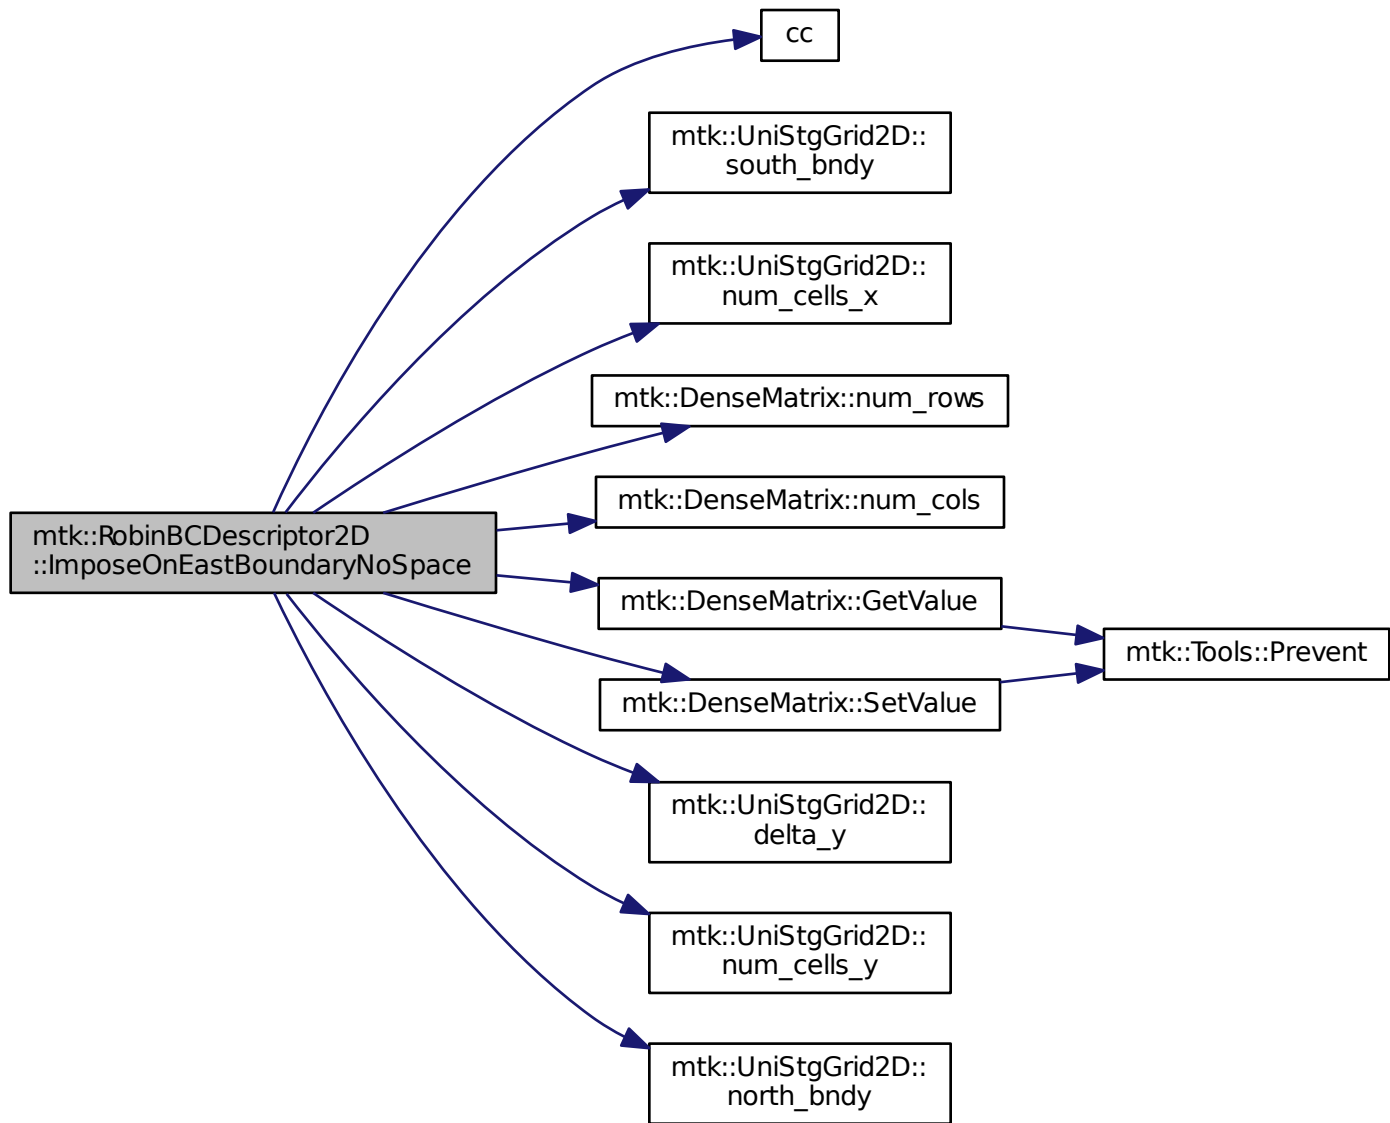 cc
mtk::UniStgGrid2D::
south_bndy
mtk::UniStgGrid2D::
num_cells_x
mtk::DenseMatrix::num_rows
mtk::DenseMatrix::num_cols
mtk::RobinBCDescriptor2D
::ImposeOnEastBoundaryNoSpace
mtk::DenseMatrix::GetValue
mtk::Tools::Prevent
mtk::DenseMatrix::SetValue
mtk::UniStgGrid2D::
delta_y
mtk::UniStgGrid2D::
num_cells_y
mtk::UniStgGrid2D::
north_bndy